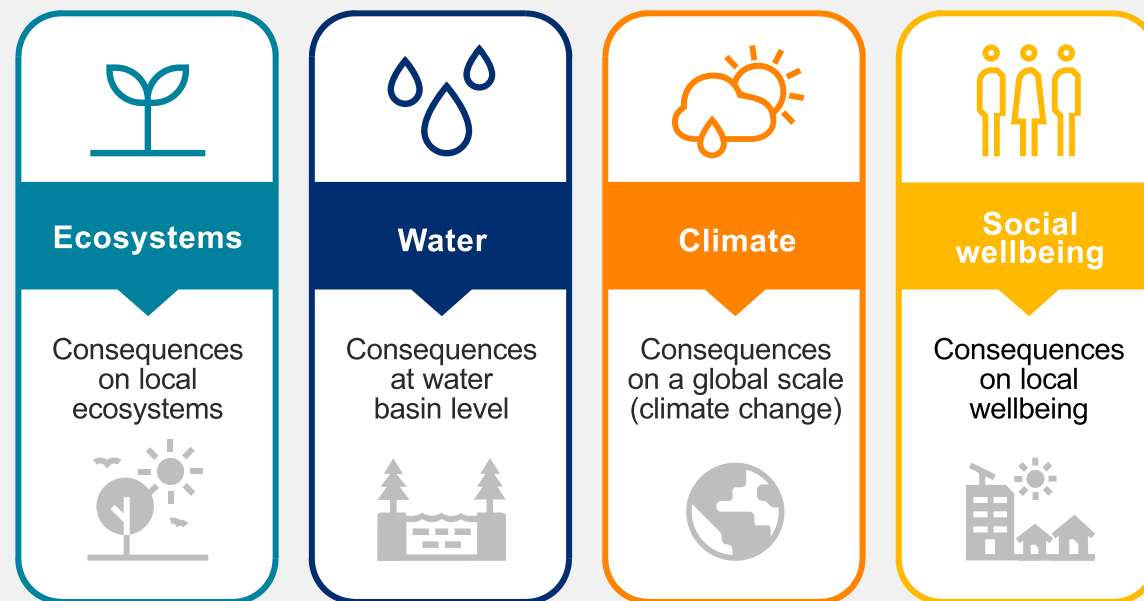 Ecosystems
Consequences
on local
ecosystems
Water
Consequences
at water
basin level
Climate
Consequences
on a global scale
(climate change)
Social
wellbeing
Consequences
on local
wellbeing